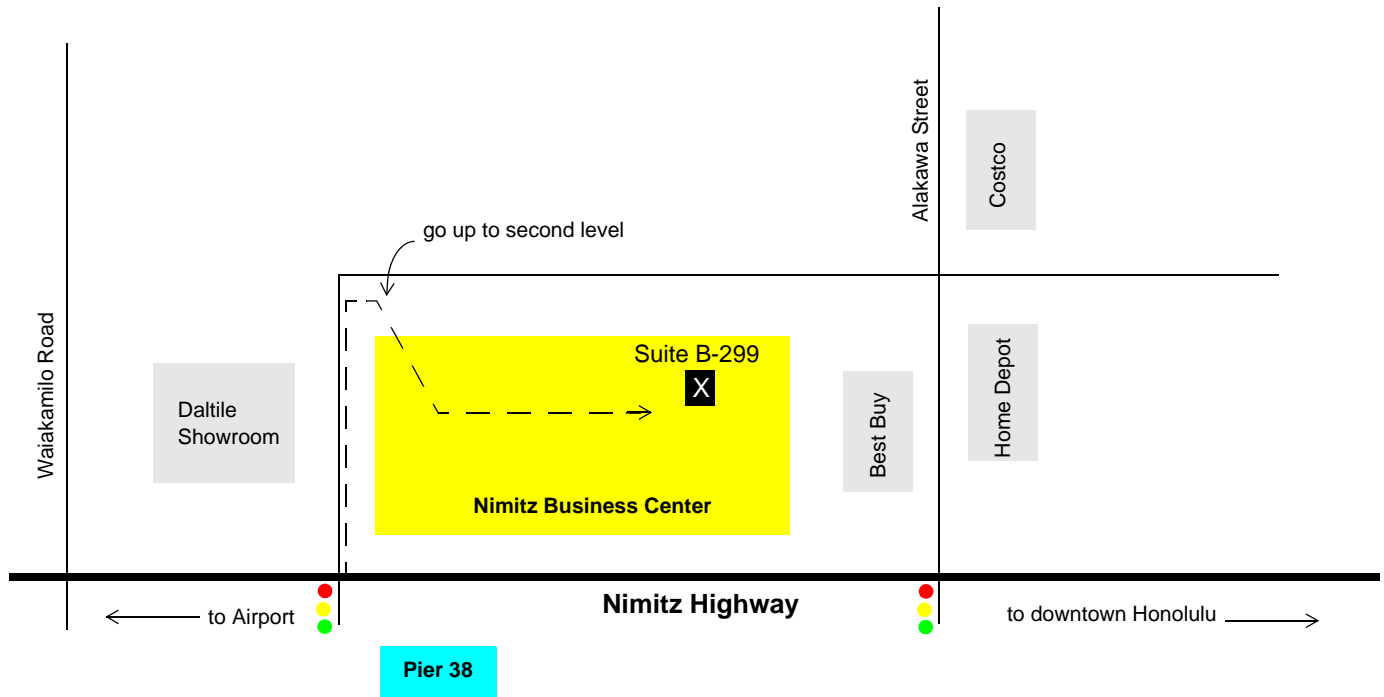 Alakawa Street
Costco
go up to second level
Waiakamilo Road
Suite B-299
X
Daltile
Showroom
Best Buy
Home Depot
Nimitz Business Center
to Airport
Nimitz Highway
to downtown Honolulu
Pier 38